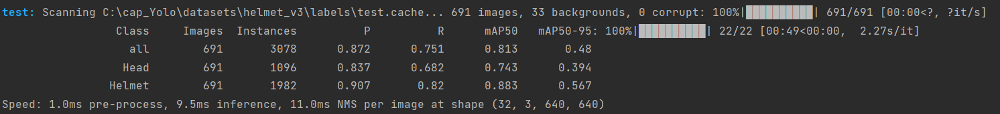 test: Scanning C:\cap_Yolo\datasets\helmet_v3\labels\test.cache... 691 images, 33 backgrounds, 0 corrupt: 100%|██████████| 691/691 [00:00<?, ?it/s]
Class Images Instances P R mAP50 mAP50-95: 100%|██████████| 22/22 [00:49<00:00, 2.27s/it]
all 691 3078 0.872 0.751 0.813 0.48
Head 691 1096 0.837 0.682 0.743 0.394
Helmet 691 1982 0.907 0.82 0.883 0.567
Speed: 1.0ms pre-process, 9.5ms inference, 11.0ms NMS per image at shape (32, 3, 640, 640)